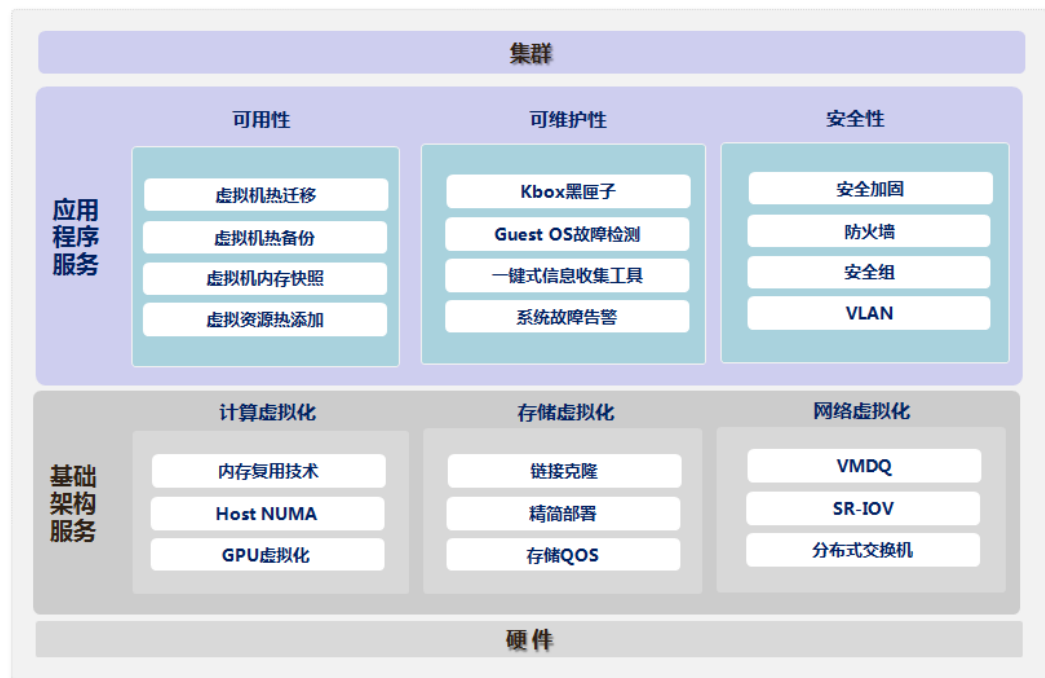 集群
应用
程序
服务
可用性
虚拟机热迁移
虚拟机热备份
虚拟机内存快照
虚拟资源热添加
可维护性
Kbox黑匣子
Guest OS故障检测
一键式信息收集工具
系统故障告警
安全性
安全加固
防火墙
安全组
VLAN
基础
架构
服务
计算虚拟化
内存复用技术
Host NUMA
GPU虚拟化
存储虚拟化
链接克隆
精简部署
存储QOS
网络虚拟化
VMDQ
SR-IOV
分布式交换机
硬 件